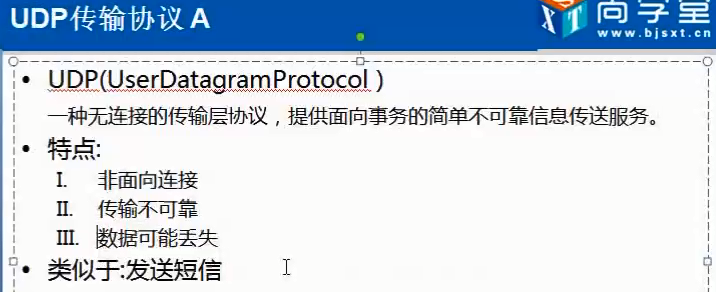 UDP传输协议A
尚学堂
www.bjsxt.cn
• UDP(UserDatagramProtocol )
一种无连接的传输层协议，提供面向事务的简单不可靠信息传送服务。
• 特点:
I. 非面向连接
II. 传输不可靠
III. 数据可能丢失
• 类似于:发送短信